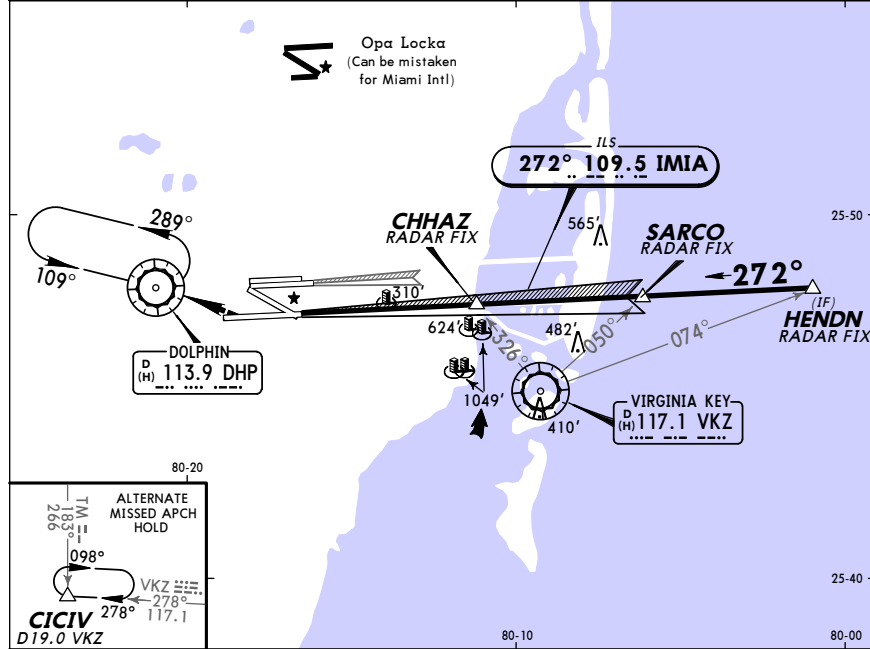 Opa Locka
(Can be mistaken
for Miami Intl)
ILS
272° 109.5 IMIA
289°
109°
CHHAZ
RADAR FIX
565'
SARCO
RADAR FIX
25-50
272°
310'
(IF)
HENDN
RADAR FIX
624'
482'
326°
050°
074°
DOLPHIN
D
(H) 113.9 DHP
1049'
410'
VIRGINIA KEY
D
(H) 117.1 VKZ
80-20
TM
183°
266
ALTERNATE
MISSED APCH
HOLD
098°
VKZ
278°
117.1
278°
CICIV
D19.0 VKZ
25-40
80-10
80-00